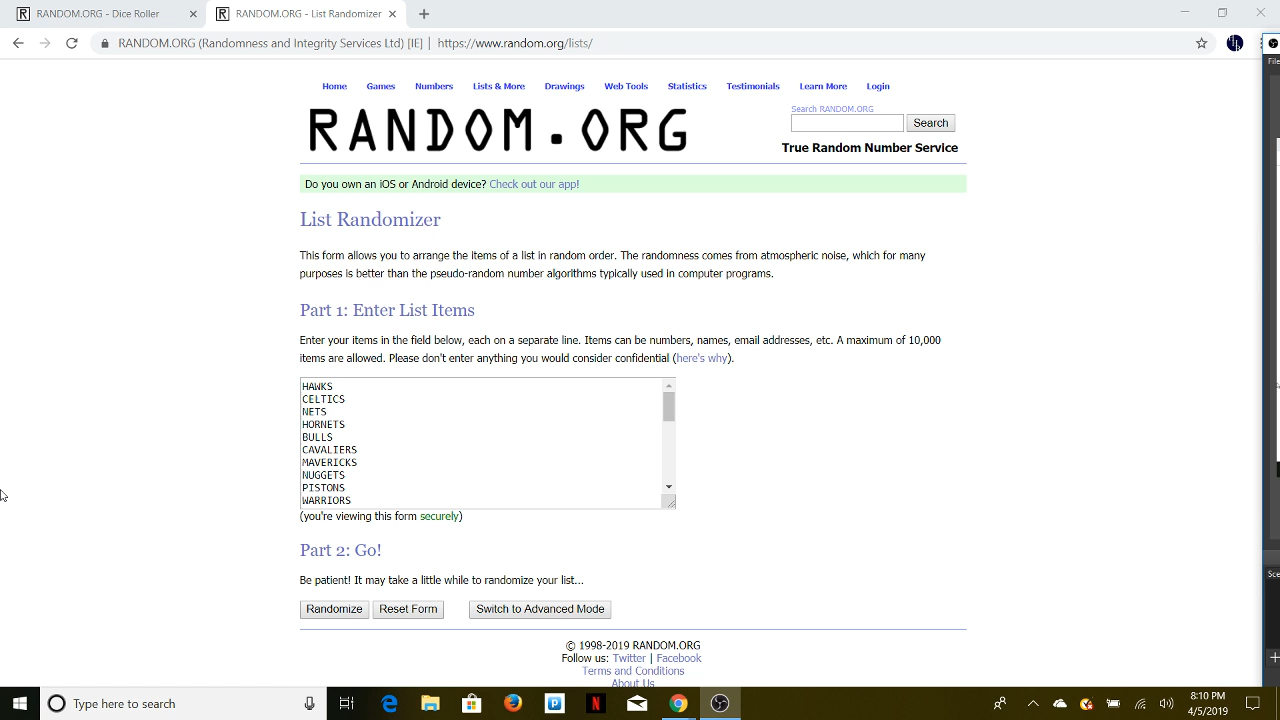 RANDOM.ORG - Dice Roller
RANDOM.ORG - List Randomizer
RANDOM.ORG (Randomness and Integrity Services Ltd) [IE] | https://www.random.org/lists/
File
Home Games Numbers Lists & More Drawings Web Tools Statistics Testimonials Learn More Login
RANDOM.ORG
Search RANDOM.ORG
Search
True Random Number Service
Do you own an iOS or Android device? Check out our app!
List Randomizer
This form allows you to arrange the items of a list in random order. The randomness comes from atmospheric noise, which for many
purposes is better than the pseudo-random number algorithms typically used in computer programs.
Part 1: Enter List Items
Enter your items in the field below, each on a separate line. Items can be numbers, names, email addresses, etc. A maximum of 10,000
items are allowed. Please don't enter anything you would consider confidential (here's why).
HAWKS
CELTICS
NETS
HORNETS
BULLS
CAVALIERS
MAVERICKS
NUGGETS
PISTONS
WARRIORS
(you're viewing this form securely)
Part 2: Go!
Be patient! It may take a little while to randomize your list...
Sce
Randomize Reset Form Switch to Advanced Mode
© 1998-2019 RANDOM.ORG
Follow us: Twitter | Facebook
Terms and Conditions
About Us
Type here to search
8:10 PM
4/5/2019